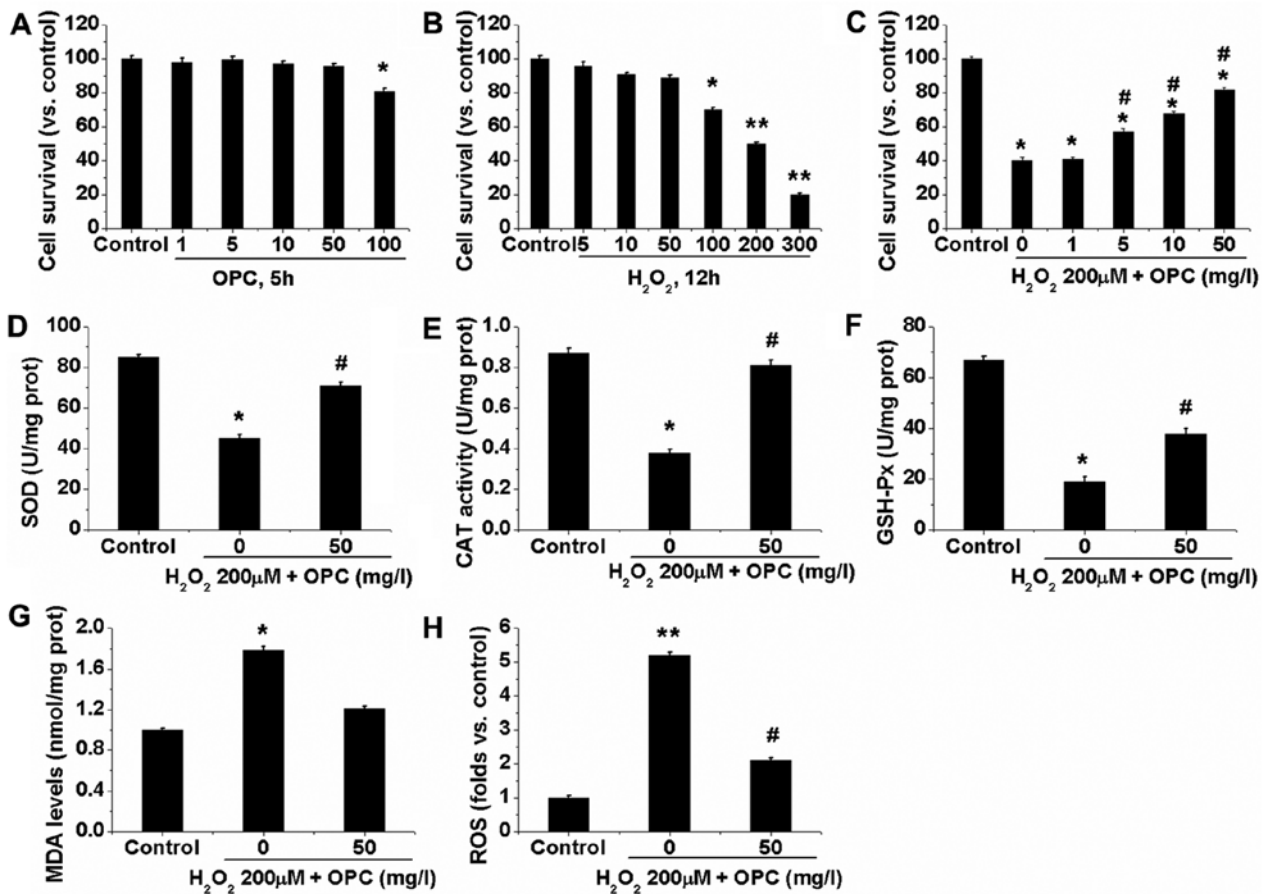 A
Cell survival (vs. control)
120
100
80
60
40
20
0
*
Control 1 5 10 50 100
OPC, 5h
B
Cell survival (vs. control)
120
100
80
60
40
20
0
* ** **
Control 5 10 50 100 200 300
H₂O₂, 12h
C
Cell survival (vs. control)
120
100
80
60
40
20
0
# # #
* * * * *
Control 0 1 5 10 50
H₂O₂ 200μM + OPC (mg/l)
D
SOD (U/mg prot)
100
80
60
40
20
0
* #
Control 0 50
H₂O₂ 200μM + OPC (mg/l)
E
CAT activity (U/mg prot)
1.0
0.8
0.6
0.4
0.2
0.0
* #
Control 0 50
H₂O₂ 200μM + OPC (mg/l)
F
GSH-Px (U/mg prot)
80
60
40
20
0
* #
Control 0 50
H₂O₂ 200μM + OPC (mg/l)
G
MDA levels (nmol/mg prot)
2.0
1.6
1.2
0.8
0.4
0.0
*
Control 0 50
H₂O₂ 200μM + OPC (mg/l)
H
ROS (folds vs. control)
6
5
4
3
2
1
0
** #
Control 0 50
H₂O₂ 200μM + OPC (mg/l)